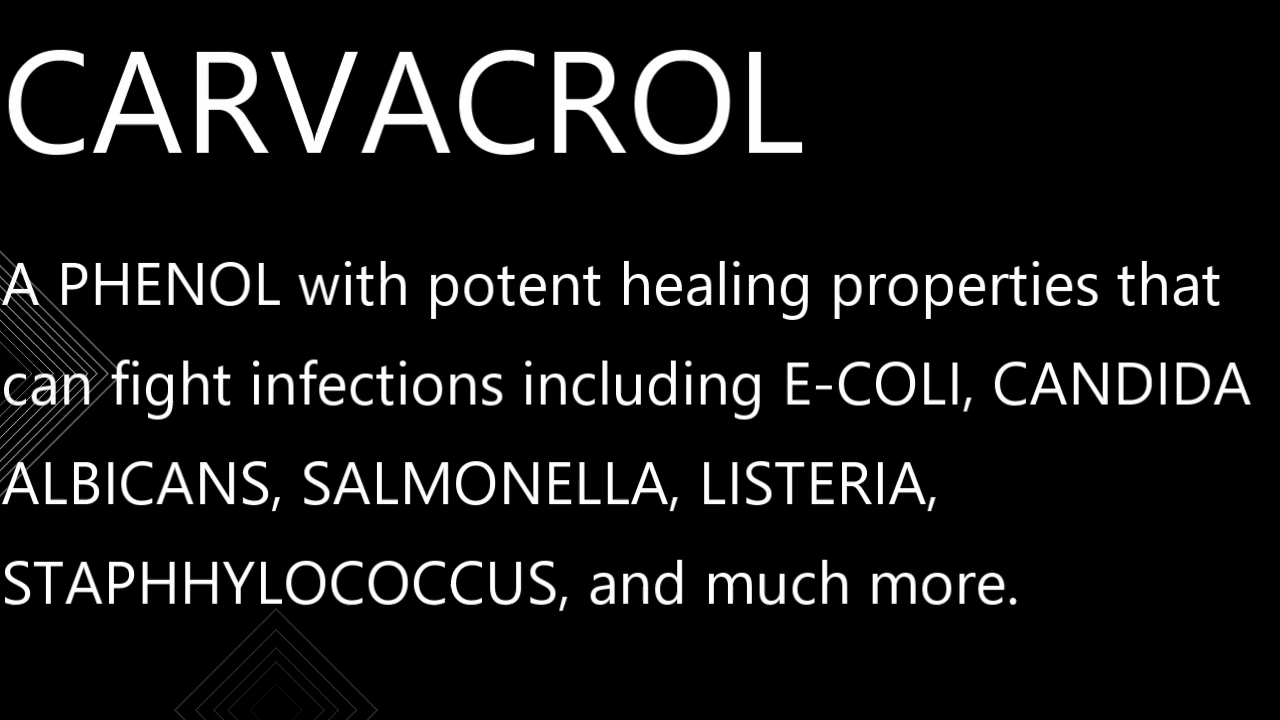 CARVACROL
A PHENOL with potent healing properties that
can fight infections including E-COLI, CANDIDA
ALBICANS, SALMONELLA, LISTERIA,
STAPHHYLOCOCCUS, and much more.